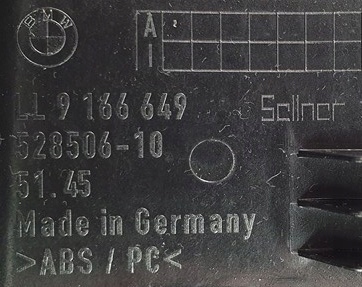 BMW
A
I
LL 9 166 649
Sellner
528506-10
51.45
Made in Germany
>ABS / PC<